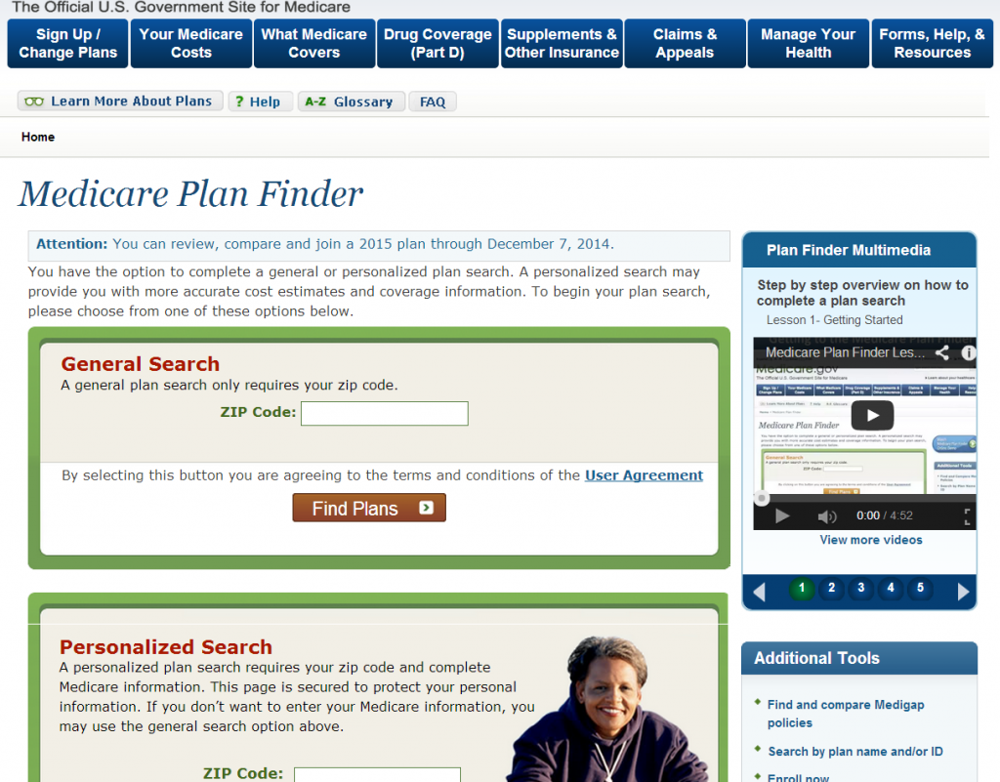 The Official U.S. Government Site for Medicare
Sign Up /
Change Plans
Your Medicare
Costs
What Medicare
Covers
Drug Coverage
(Part D)
Supplements &
Other Insurance
Claims &
Appeals
Manage Your
Health
Forms, Help, &
Resources
Learn More About Plans
? Help
A-Z Glossary
FAQ
Home
Medicare Plan Finder
Attention: You can review, compare and join a 2015 plan through December 7, 2014.
You have the option to complete a general or personalized plan search. A personalized search may
provide you with more accurate cost estimates and coverage information. To begin your plan search,
please choose from one of these options below.
General Search
A general plan search only requires your zip code.
ZIP Code:
By selecting this button you are agreeing to the terms and conditions of the User Agreement
Find Plans
Personalized Search
A personalized plan search requires your zip code and complete
Medicare information. This page is secured to protect your personal
information. If you don't want to enter your Medicare information, you
may use the general search option above.
ZIP Code:
Plan Finder Multimedia
Step by step overview on how to
complete a plan search
Lesson 1- Getting Started
Medicare Plan Finder Les...
Medicare.gov
The Official U.S. Government Site for Medicare
Medicare Plan Finder
General Search
0:00 / 4:52
View more videos
1 2 3 4 5
Additional Tools
Find and compare Medigap
policies
Search by plan name and/or ID
Enroll now